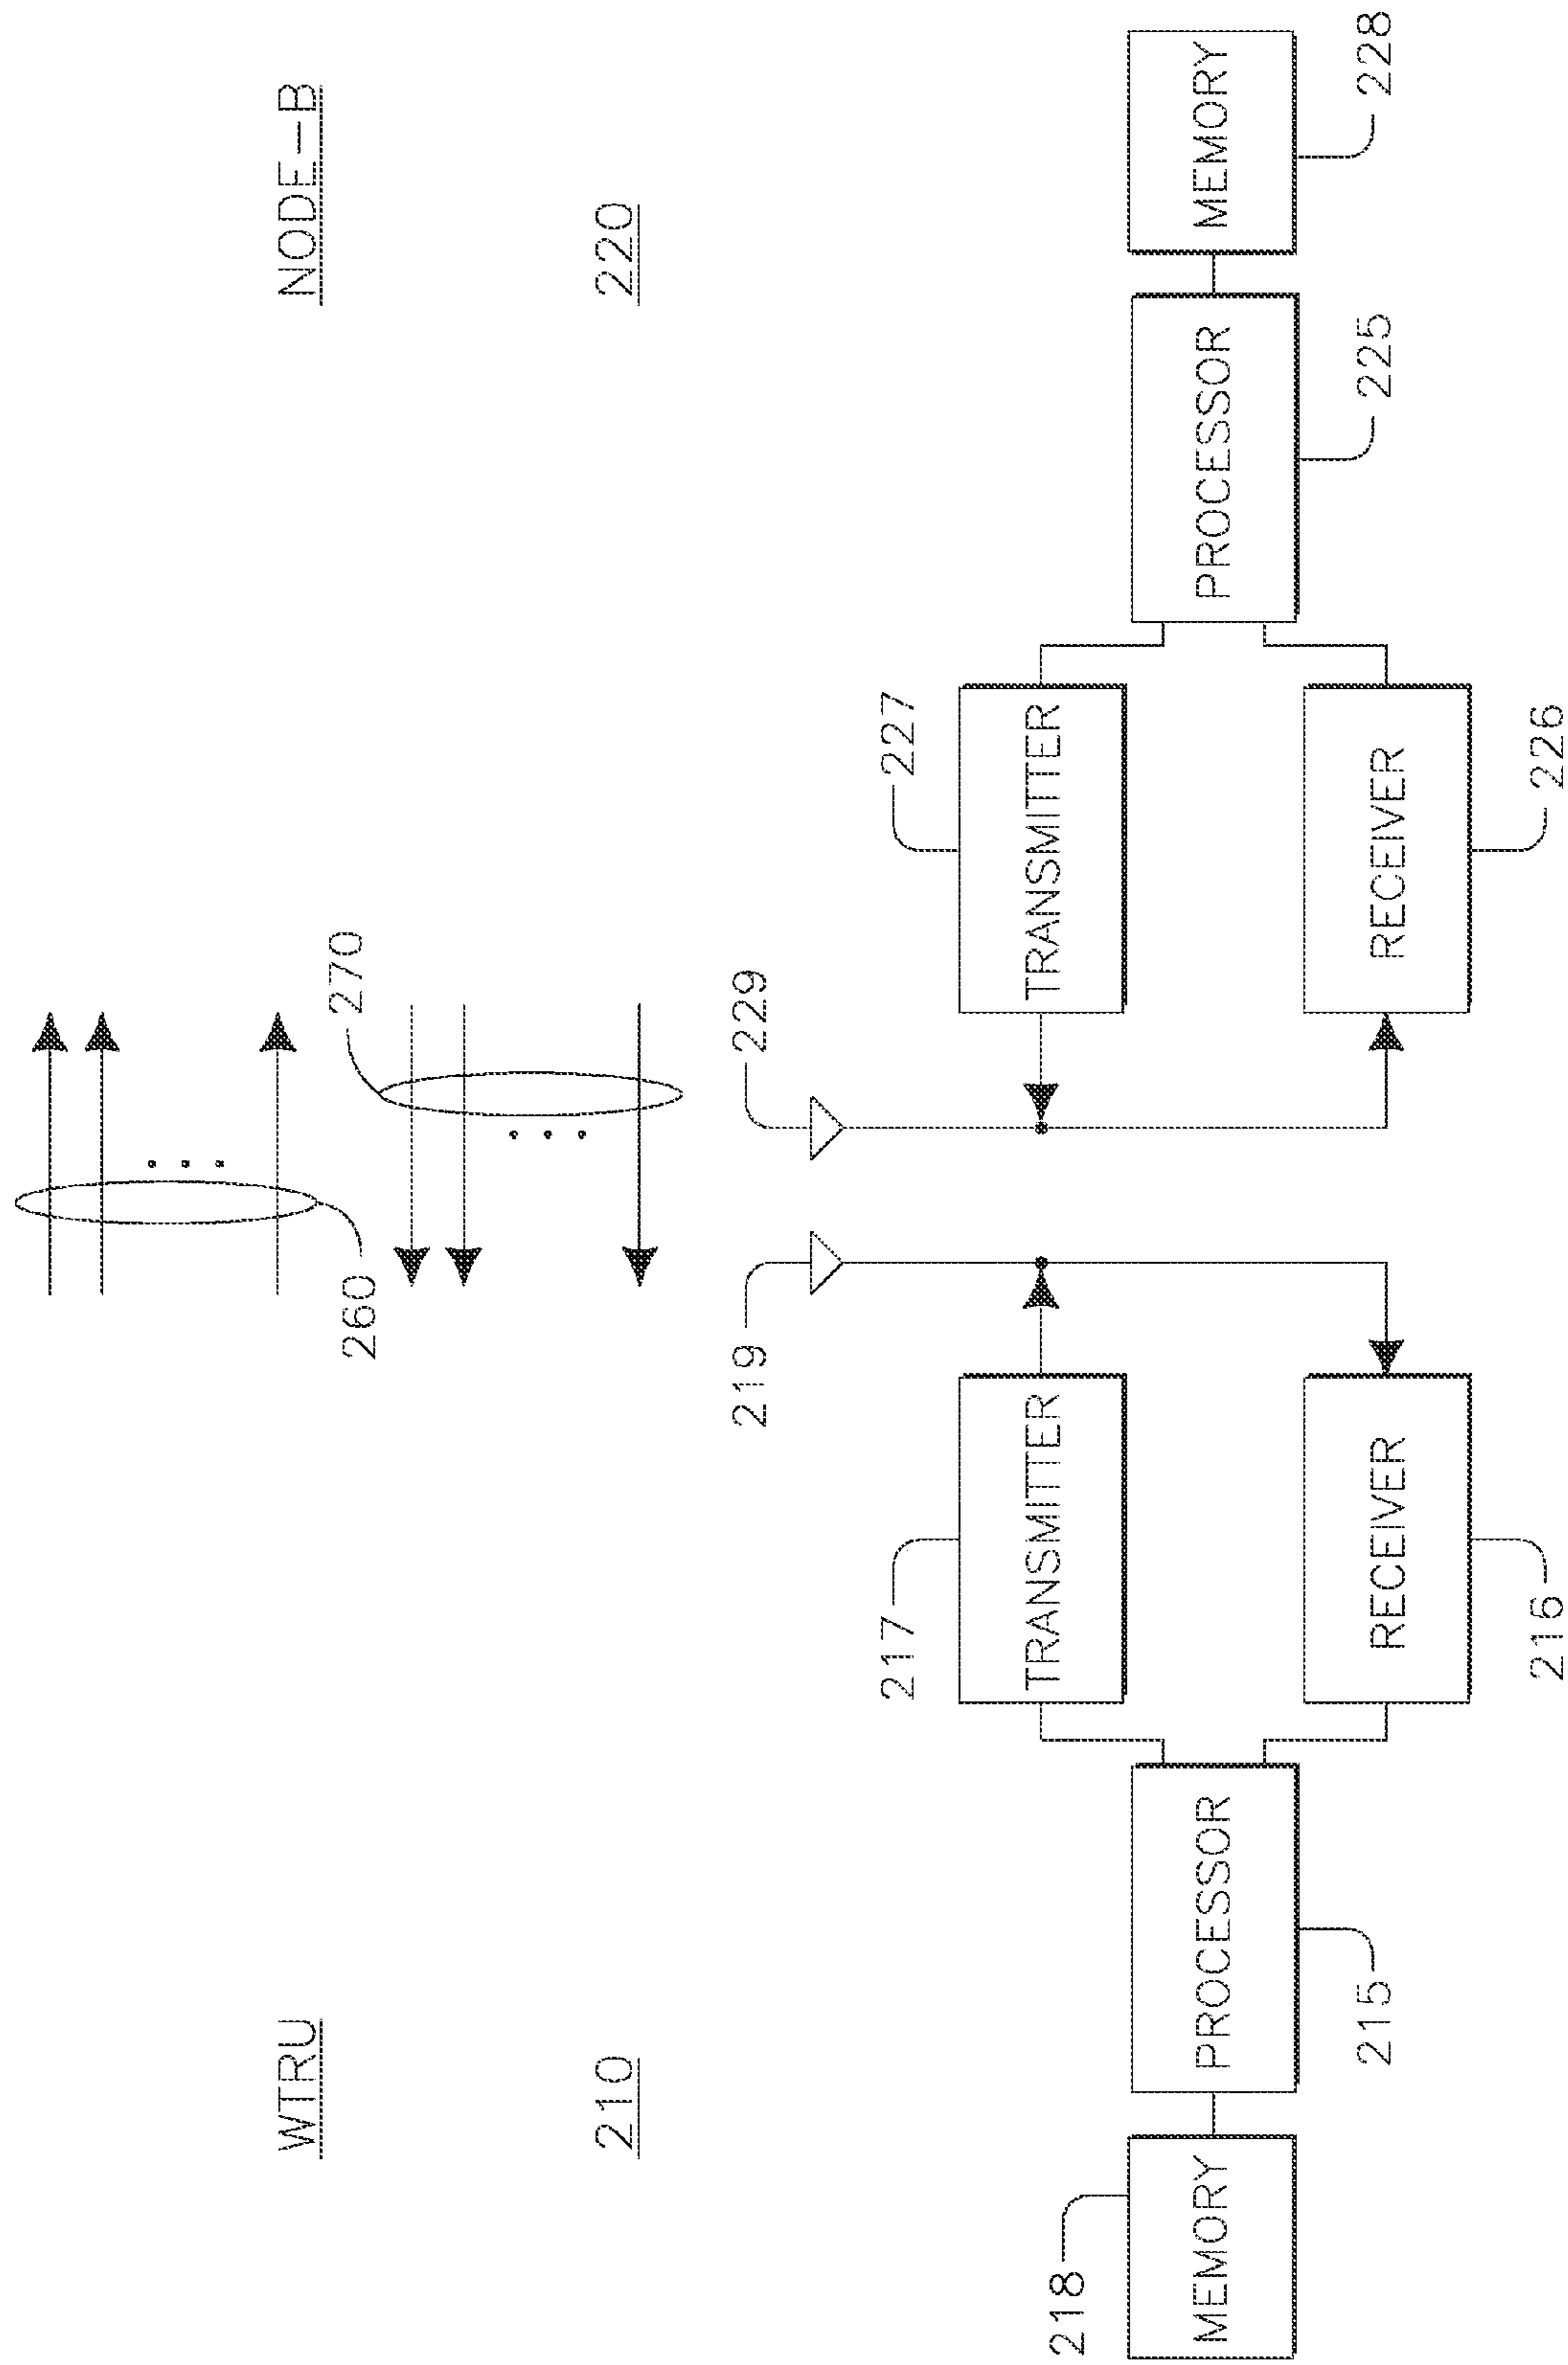 WTRU
NODE-B
260
270
210
220
219
229
217
227
TRANSMITTER
TRANSMITTER
218
MEMORY
PROCESSOR
PROCESSOR
MEMORY
215
225
228
RECEIVER
RECEIVER
216
226